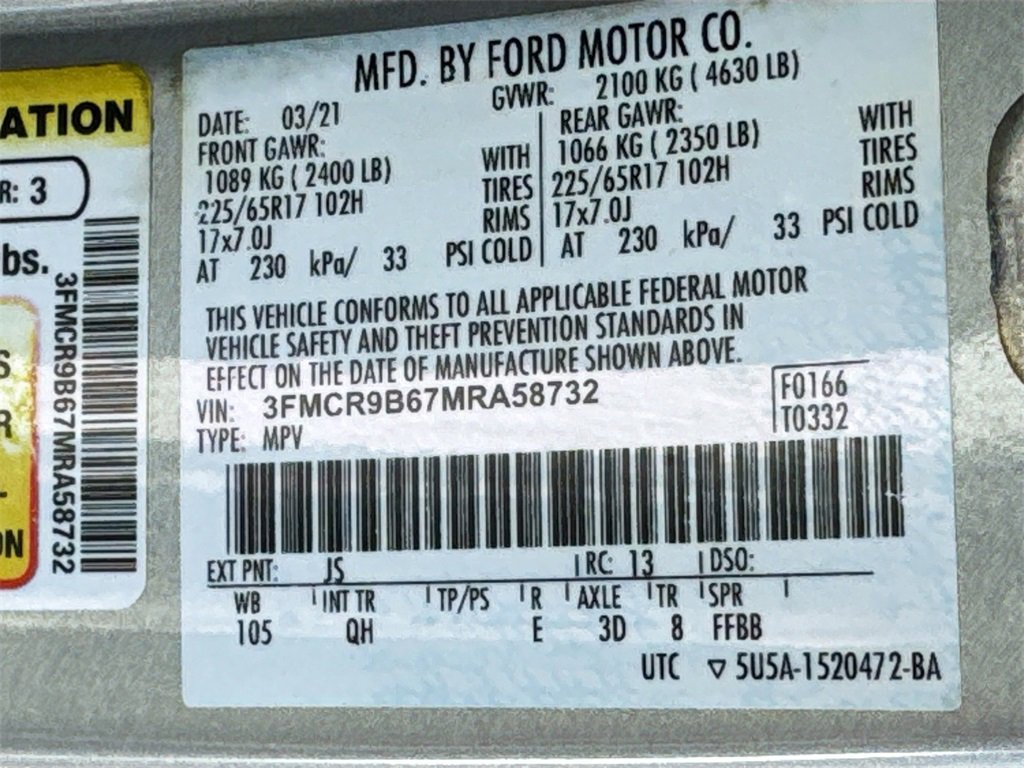 ATION
R: 3
bs.
S
R
ON
3FMCR9B67MRA58732
MFD. BY FORD MOTOR CO.
DATE: 03/21 GVWR: 2100 KG ( 4630 LB)
FRONT GAWR: REAR GAWR:
1089 KG ( 2400 LB) WITH 1066 KG ( 2350 LB) WITH
225/65R17 102H TIRES 225/65R17 102H TIRES
17x7.0J RIMS 17x7.0J RIMS
AT 230 kPa/ 33 PSI COLD AT 230 kPa/ 33 PSI COLD
THIS VEHICLE CONFORMS TO ALL APPLICABLE FEDERAL MOTOR
VEHICLE SAFETY AND THEFT PREVENTION STANDARDS IN
EFFECT ON THE DATE OF MANUFACTURE SHOWN ABOVE.
VIN: 3FMCR9B67MRA58732 F0166
TYPE: MPV T0332
EXT PNT: JS RC: 13 DSO:
WB INT TR TP/PS R AXLE TR SPR
105 QH E 3D 8 FFBB
UTC ▽ 5U5A-1520472-BA